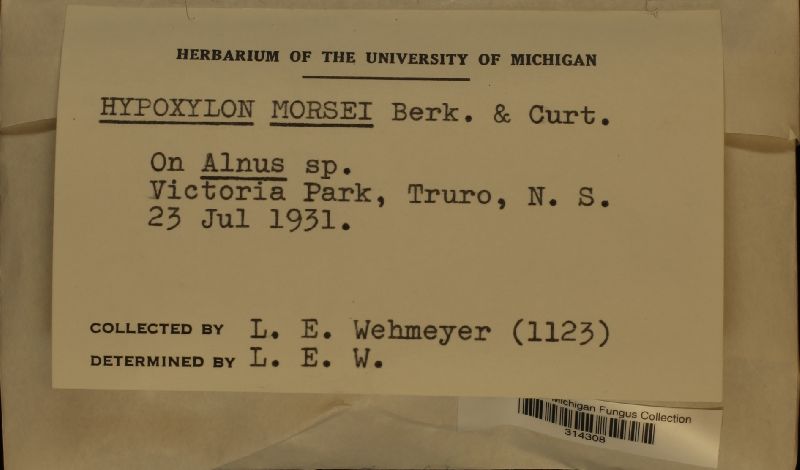 HERBARIUM OF THE UNIVERSITY OF MICHIGAN
HYPOXYLON MORSEI Berk. & Curt.
On Alnus sp.
Victoria Park, Truro, N. S.
23 Jul 1931.
COLLECTED BY L. E. Wehmeyer (1123)
DETERMINED BY L. E. W.
Michigan Fungus Collection
314308